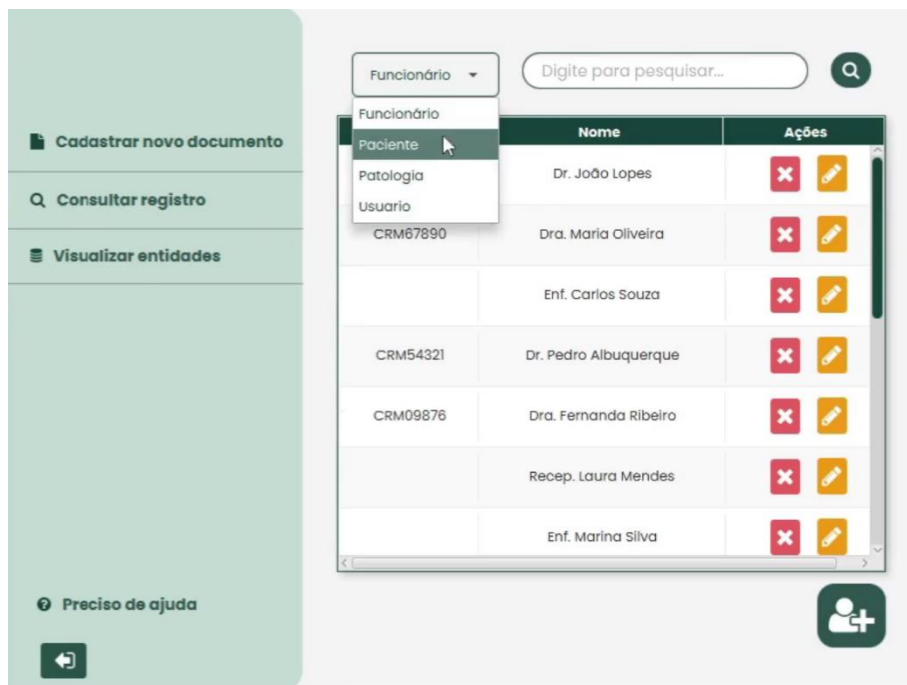 Cadastrar novo documento
Consultar registro
Visualizar entidades
Preciso de ajuda
Funcionário
Digite para pesquisar...
Funcionário
Paciente
Patologia
Usuario
Nome
Ações
Dr. João Lopes
CRM67890
Dra. Maria Oliveira
Enf. Carlos Souza
CRM54321
Dr. Pedro Albuquerque
CRM09876
Dra. Fernanda Ribeiro
Recep. Laura Mendes
Enf. Marina Silva